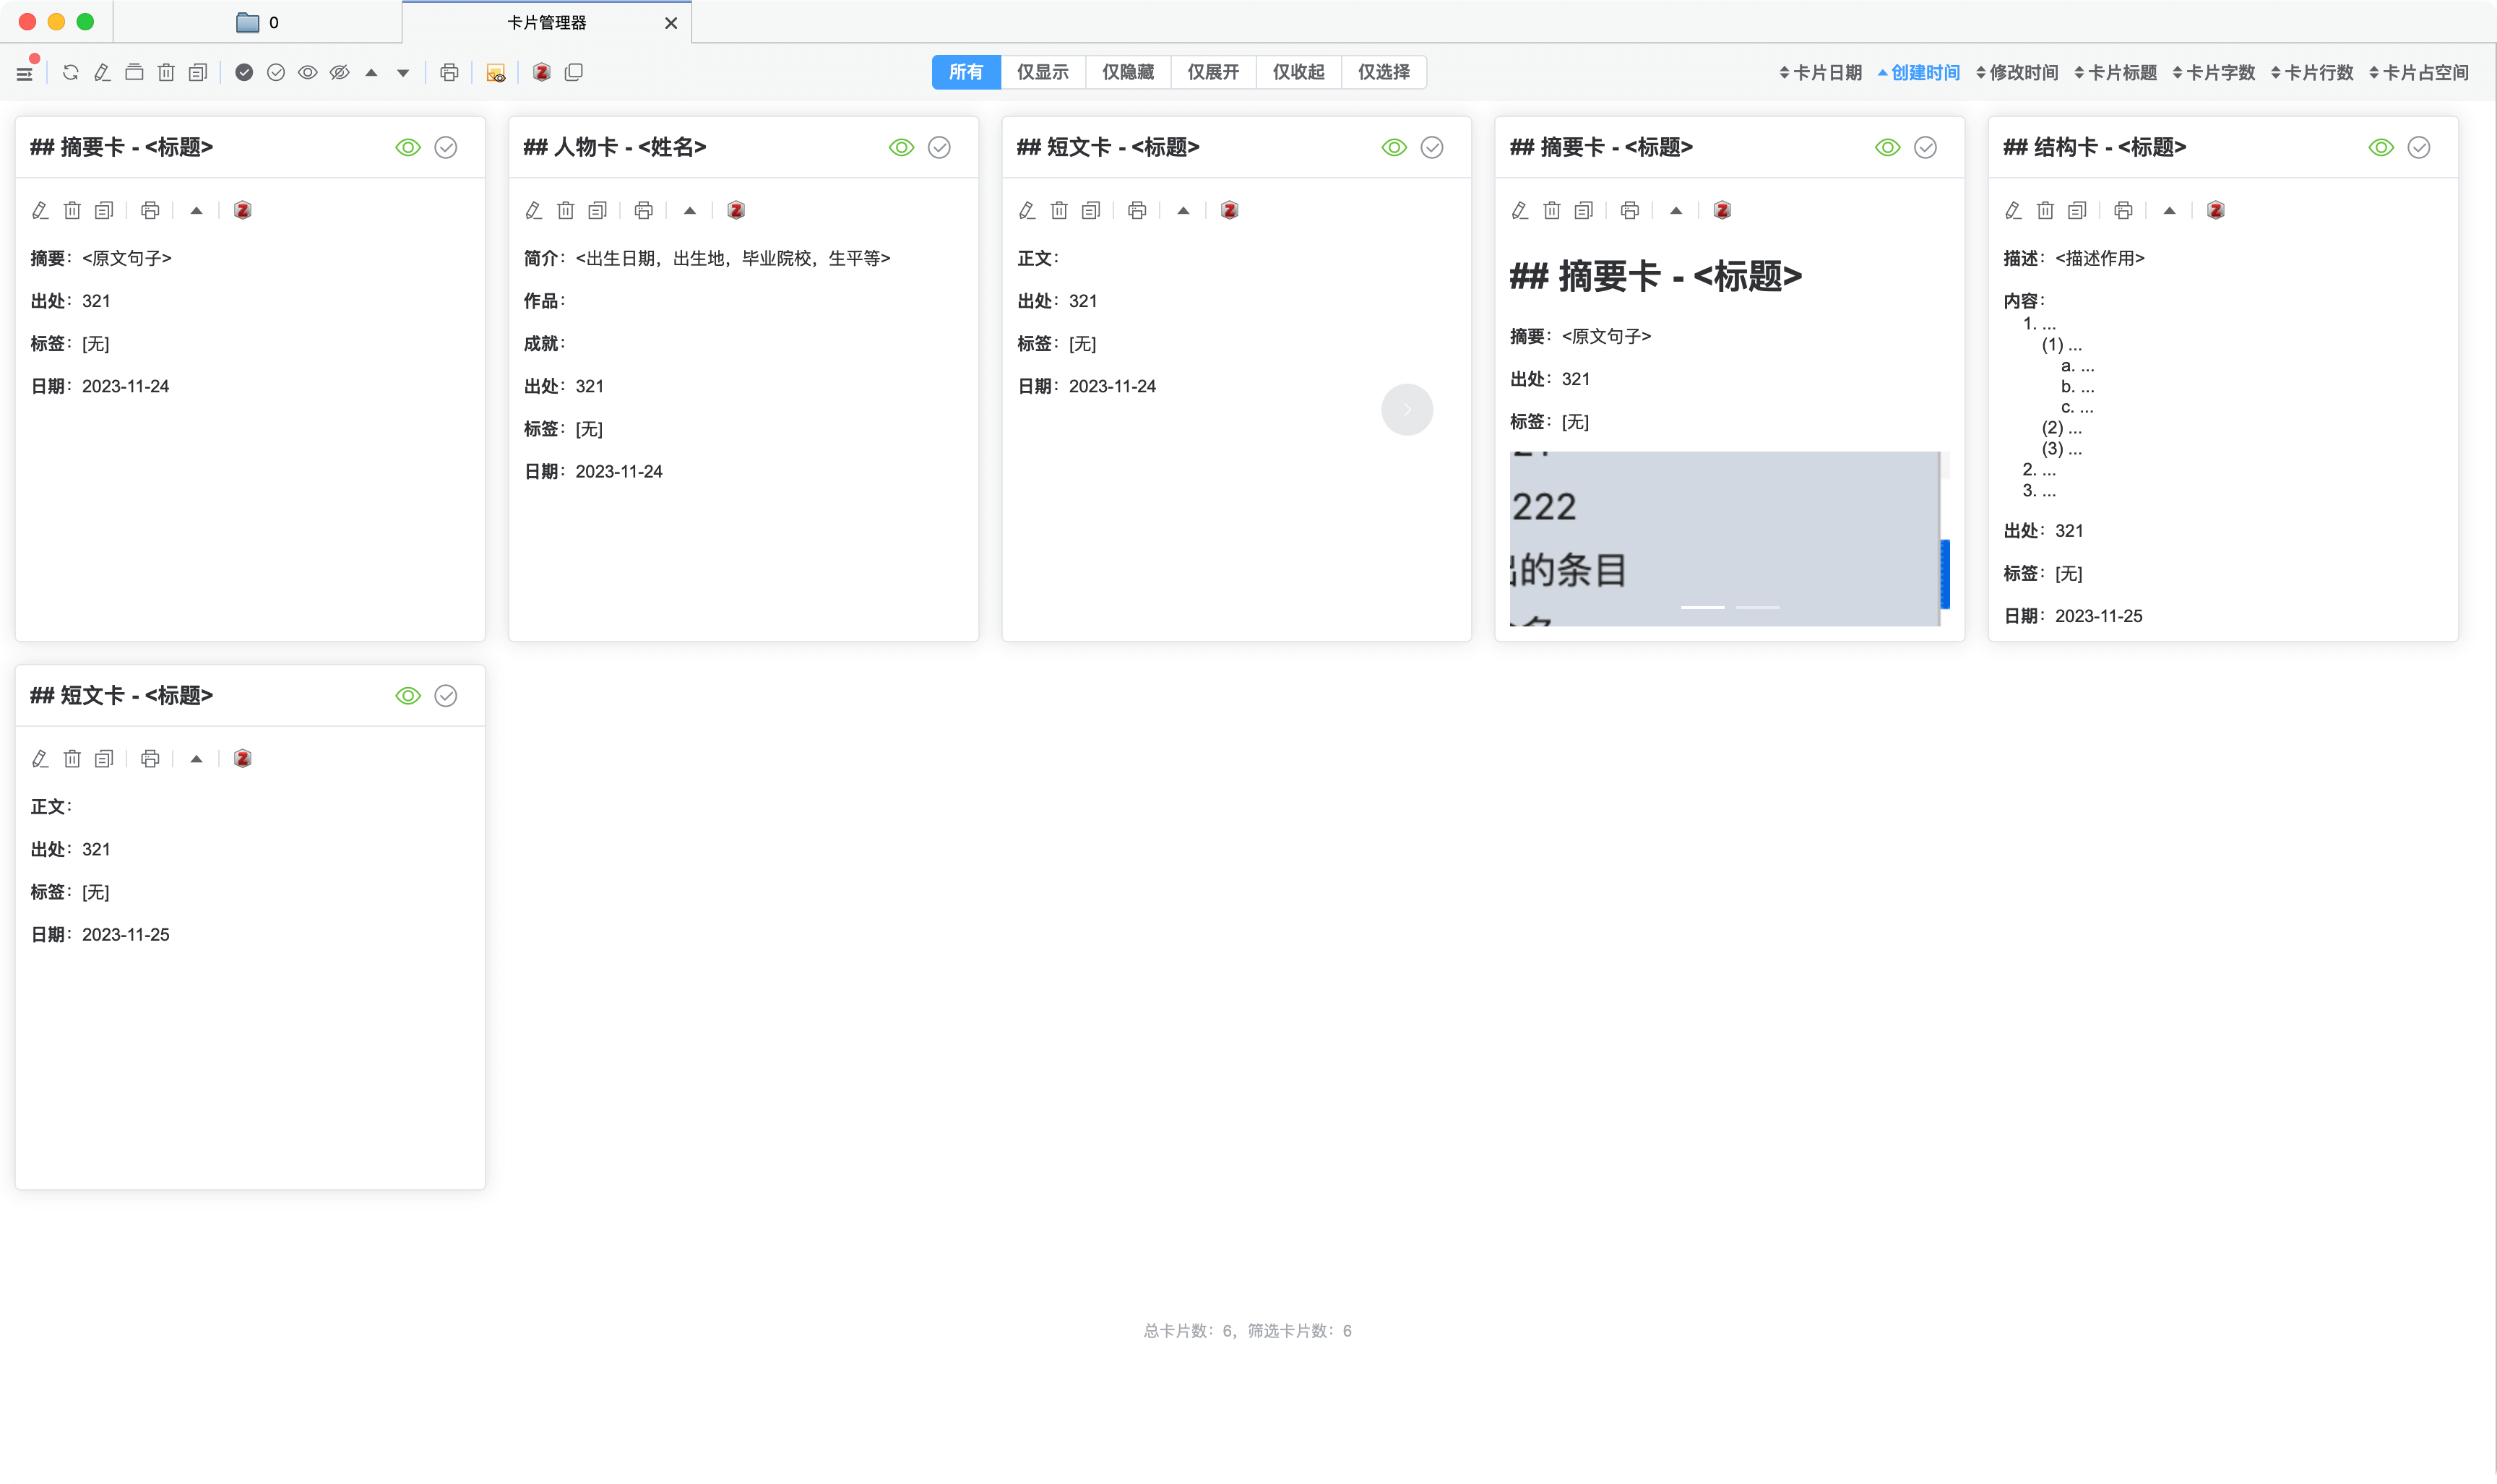 0
卡片管理器
所有
仅显示
仅隐藏
仅展开
仅收起
仅选择
卡片日期
创建时间
修改时间
卡片标题
卡片字数
卡片行数
卡片占空间
## 摘要卡 - <标题>
摘要：<原文句子>
出处：321
标签：[无]
日期：2023-11-24
## 人物卡 - <姓名>
简介：<出生日期，出生地，毕业院校，生平等>
作品：
成就：
出处：321
标签：[无]
日期：2023-11-24
## 短文卡 - <标题>
正文：
出处：321
标签：[无]
日期：2023-11-24
## 摘要卡 - <标题>
## 摘要卡 - <标题>
摘要：<原文句子>
出处：321
标签：[无]
222
的条目
## 结构卡 - <标题>
描述：<描述作用>
内容：
1. ...
(1) ...
a. ...
b. ...
c. ...
(2) ...
(3) ...
2. ...
3. ...
出处：321
标签：[无]
日期：2023-11-25
## 短文卡 - <标题>
正文：
出处：321
标签：[无]
日期：2023-11-25
总卡片数：6，筛选卡片数：6